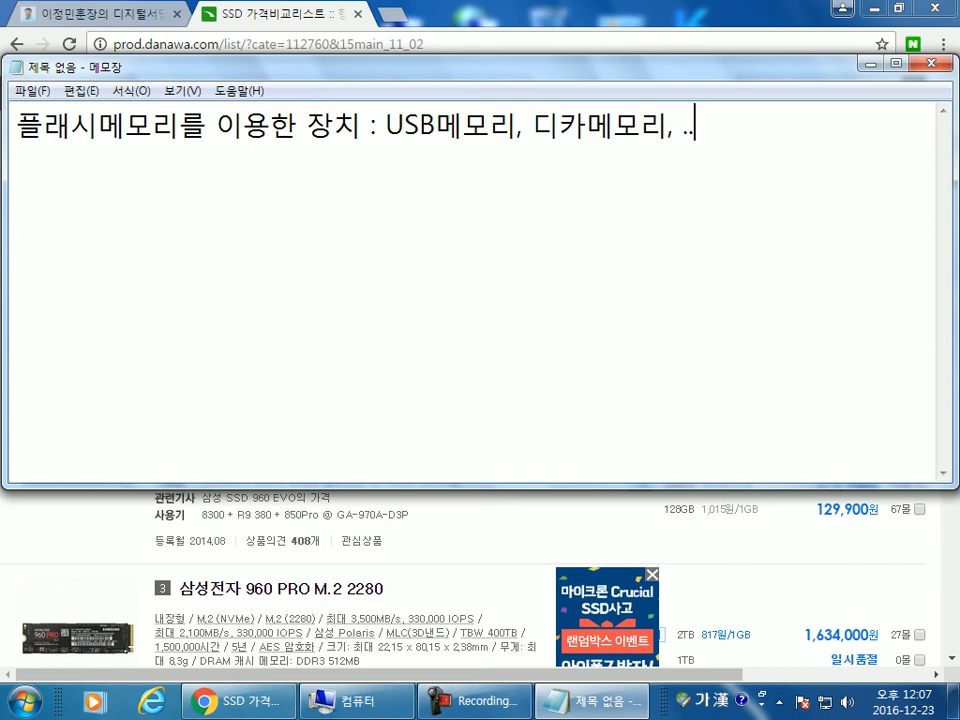 이정민훈장의 디지털서당
SSD 가격비교리스트 ::
prod.danawa.com/list/?cate=112760&15main_11_02
제목 없음 - 메모장
파일(F) 편집(E) 서식(O) 보기(V) 도움말(H)
플래시메모리를 이용한 장치 : USB메모리, 디카메모리, ..
관련기사 삼성 SSD 960 EVO의 가격
사용기 8300 + R9 380 + 850Pro @ GA-970A-D3P
128GB 1,015원/1GB 129,900원 67몰
등록월 2014.08 상품의견 408개 관심상품
3 삼성전자 960 PRO M.2 2280
내장형 / M.2 (NVMe) / M.2 (2280) / 최대 3,500MB/s, 330,000 IOPS /
최대 2,100MB/s, 330,000 IOPS / 삼성 Polaris / MLC(3D낸드) / TBW 400TB /
1,500,000시간 / 5년 / AES 암호화 / 크기: 최대 22.15 x 80.15 x 2.38mm / 무게: 최
대 8.3g / DRAM 캐시 메모리: DDR3 512MB
마이크론 Crucial
SSD사고
랜덤박스 이벤트
2TB 817원/1GB 1,634,000원 27몰
1TB 일시품절 0몰
SSD 가격...
컴퓨터
Recording...
제목 없음 -...
가 漢
오후 12:07
2016-12-23